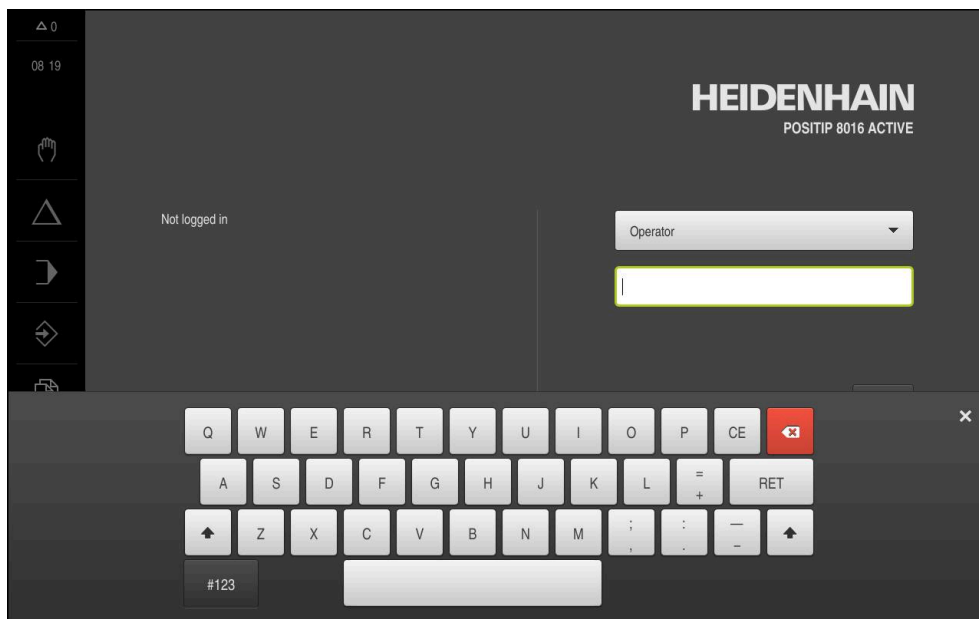 0
08 19
HEIDENHAIN
POSITIP 8016 ACTIVE
Not logged in
Operator
Q W E R T Y U I O P CE
A S D F G H J K L = + RET
Z X C V B N M ; , : . — –
#123